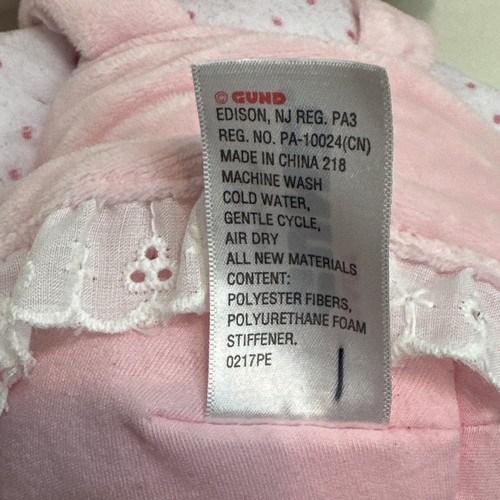 © GUND
EDISON, NJ REG. PA3
REG. NO. PA-10024(CN)
MADE IN CHINA 218
MACHINE WASH
COLD WATER,
GENTLE CYCLE,
AIR DRY
ALL NEW MATERIALS
CONTENT:
POLYESTER FIBERS,
POLYURETHANE FOAM
STIFFENER.
0217PE